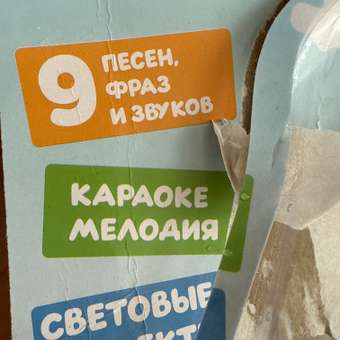 9 ПЕСЕН,
ФРАЗ
И ЗВУКОВ
КАРАОКЕ
МЕЛОДИЯ
СВЕТОВЫЕ